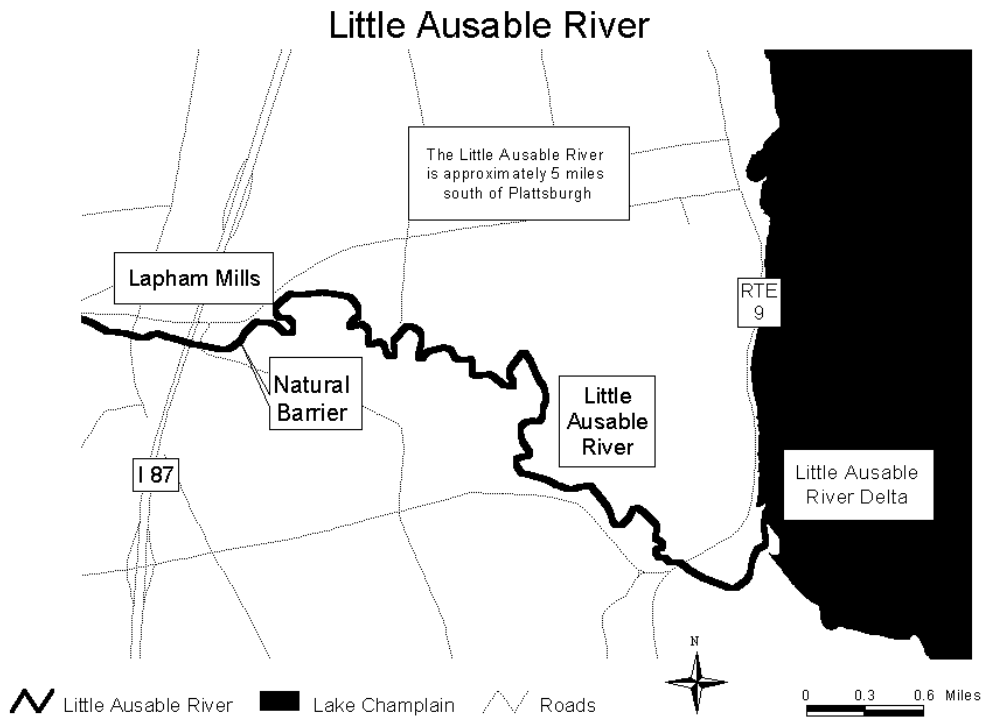 Little Ausable River
The Little Ausable River
is approximately 5 miles
south of Plattsburgh
Lapham Mills
RTE
9
Natural
Barrier
Little
Ausable
River
I 87
Little Ausable
River Delta
N
Little Ausable River
Lake Champlain
Roads
0 0.3 0.6 Miles